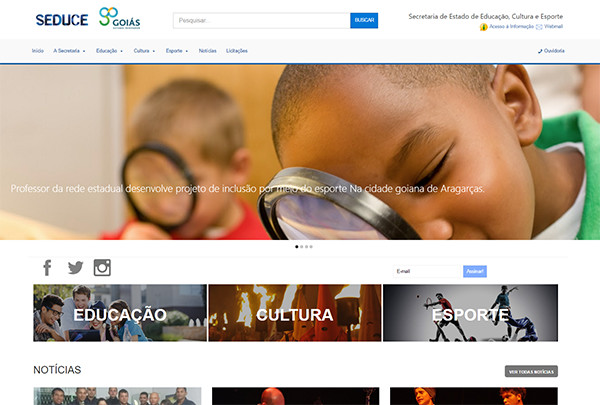 SEDUCE
GOIÁS
Pesquisar...
BUSCAR
Secretaria de Estado de Educação, Cultura e Esporte
Acesso à Informação
Webmail
Início
A Secretaria
Educação
Cultura
Esporte
Notícias
Licitações
Ouvidoria
Professor da rede estadual desenvolve projeto de inclusão por meio do esporte Na cidade goiana de Aragarças.
E-mail
Assinar!
EDUCAÇÃO
CULTURA
ESPORTE
NOTÍCIAS
VER TODAS NOTÍCIAS